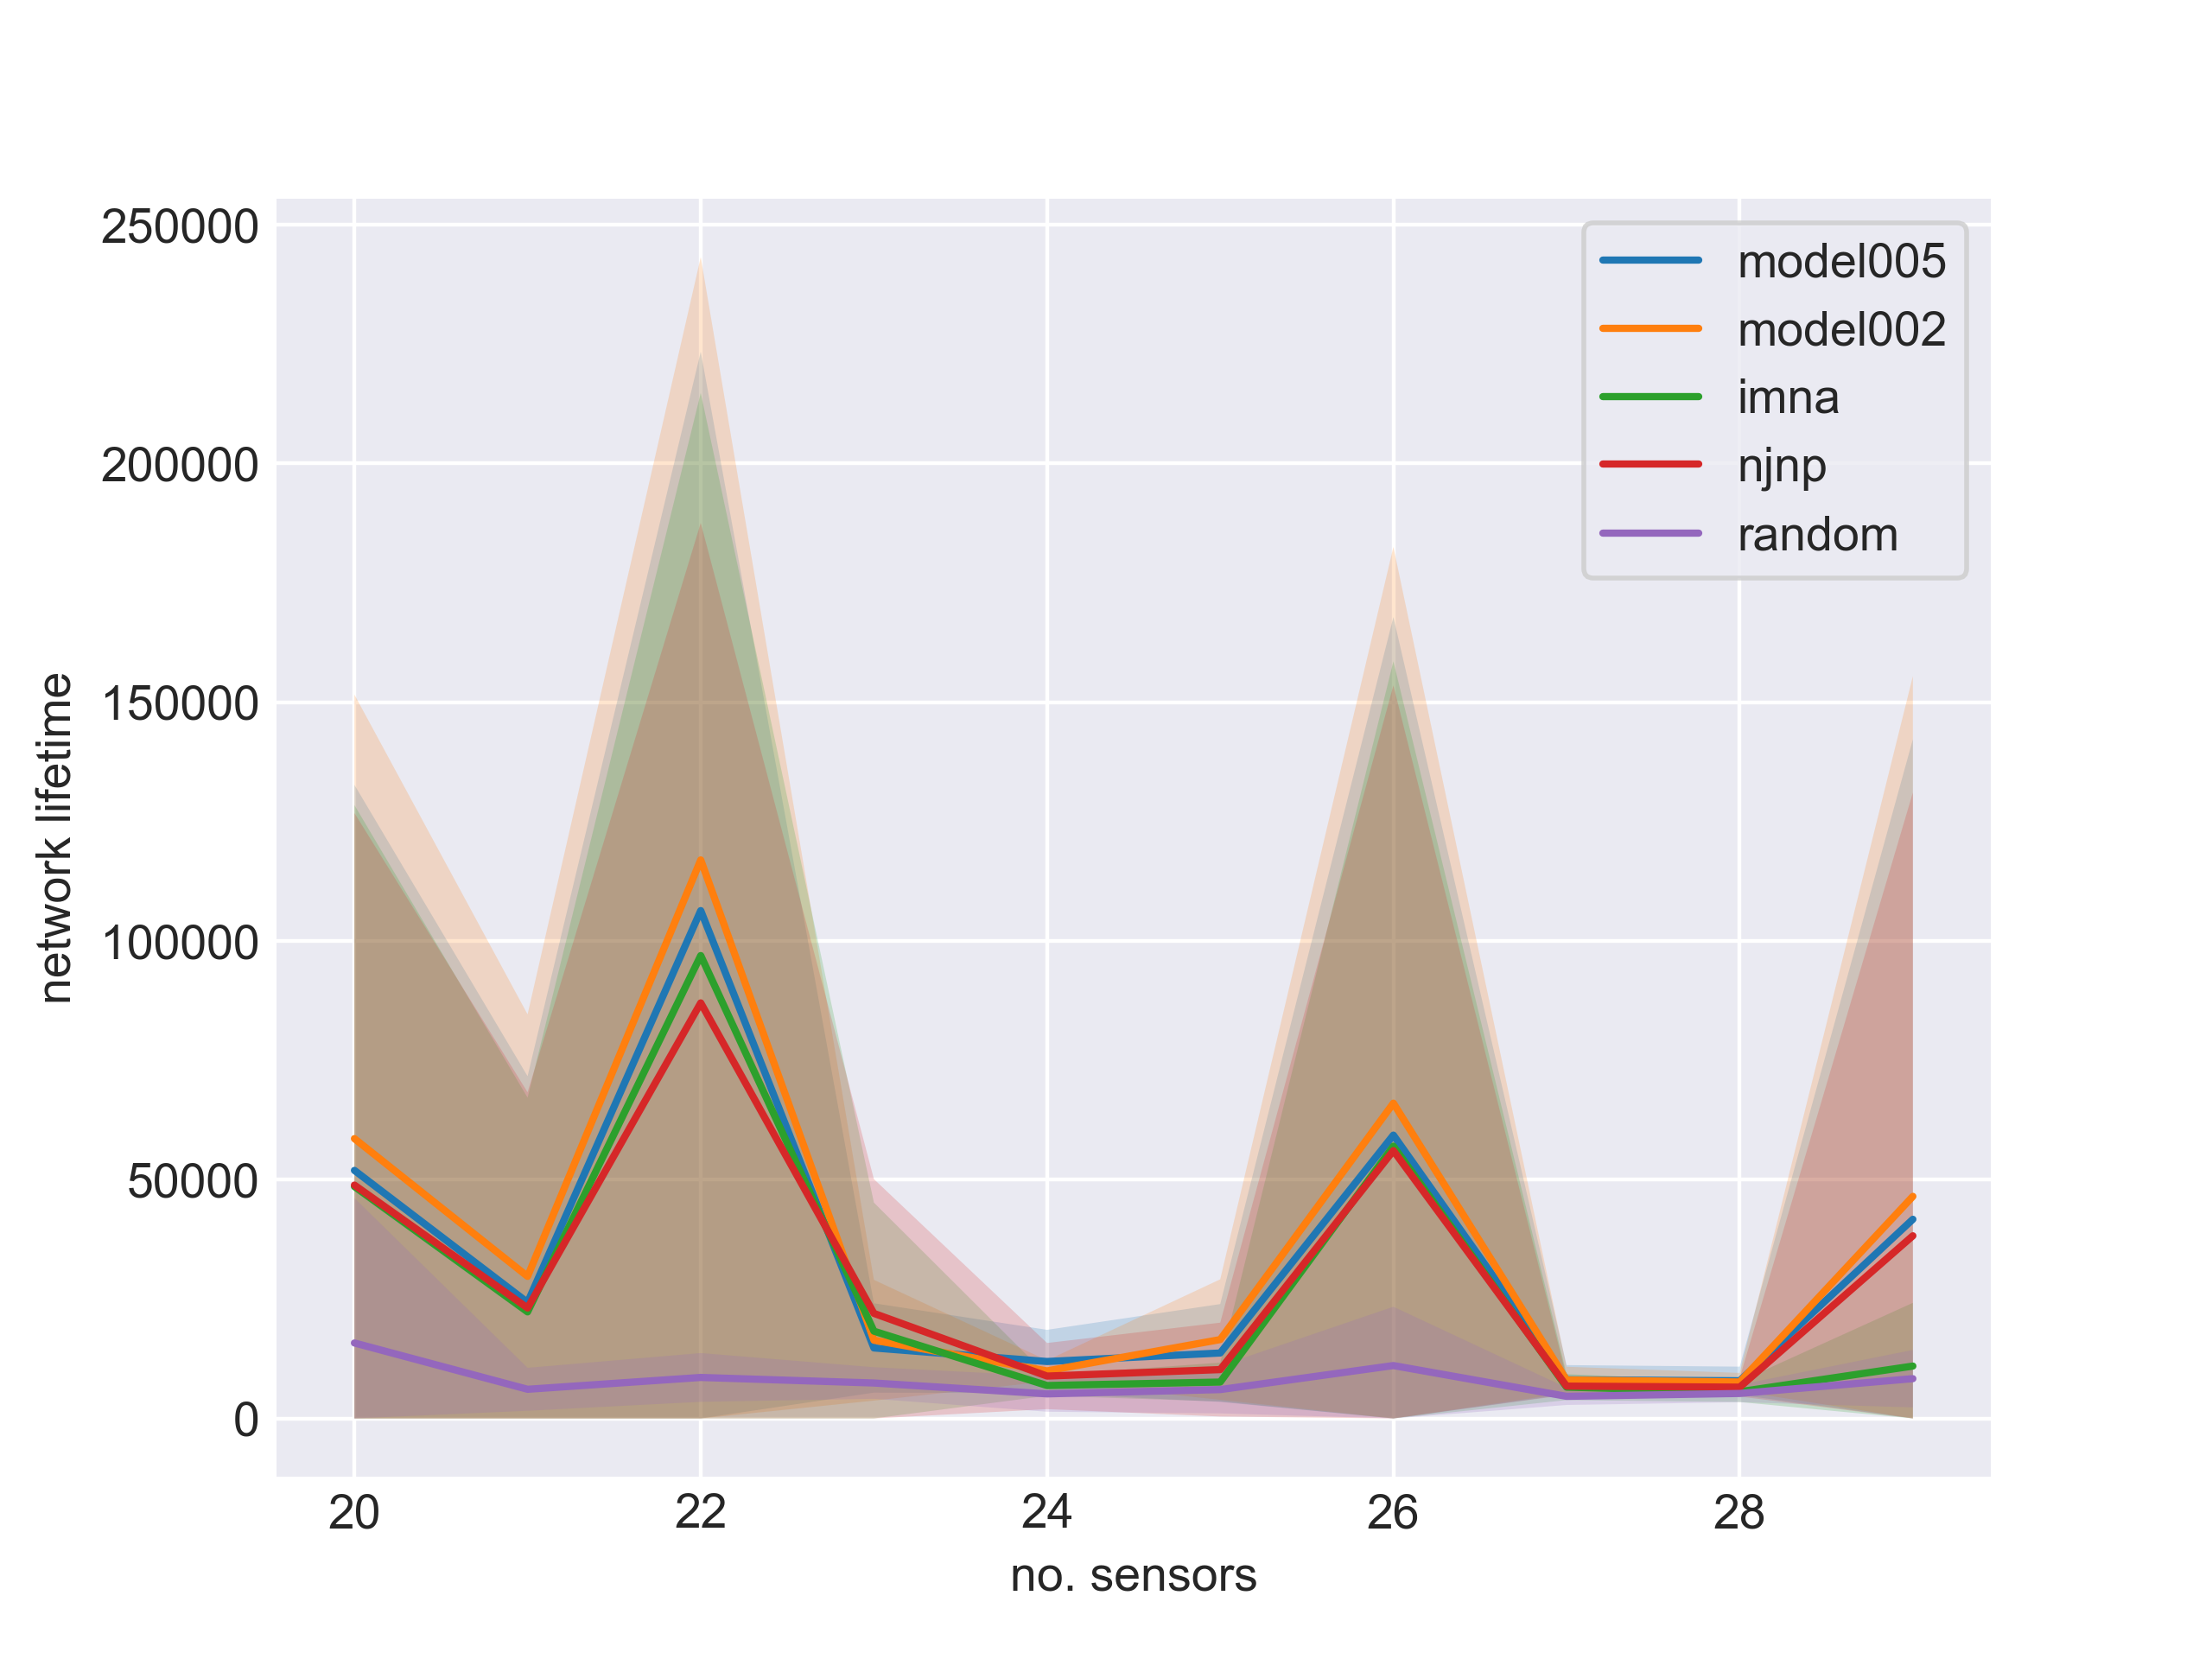 250000
200000
150000
100000
50000
0
network lifetime
20 22 24 26 28
no. sensors
model005
model002
imna
njnp
random